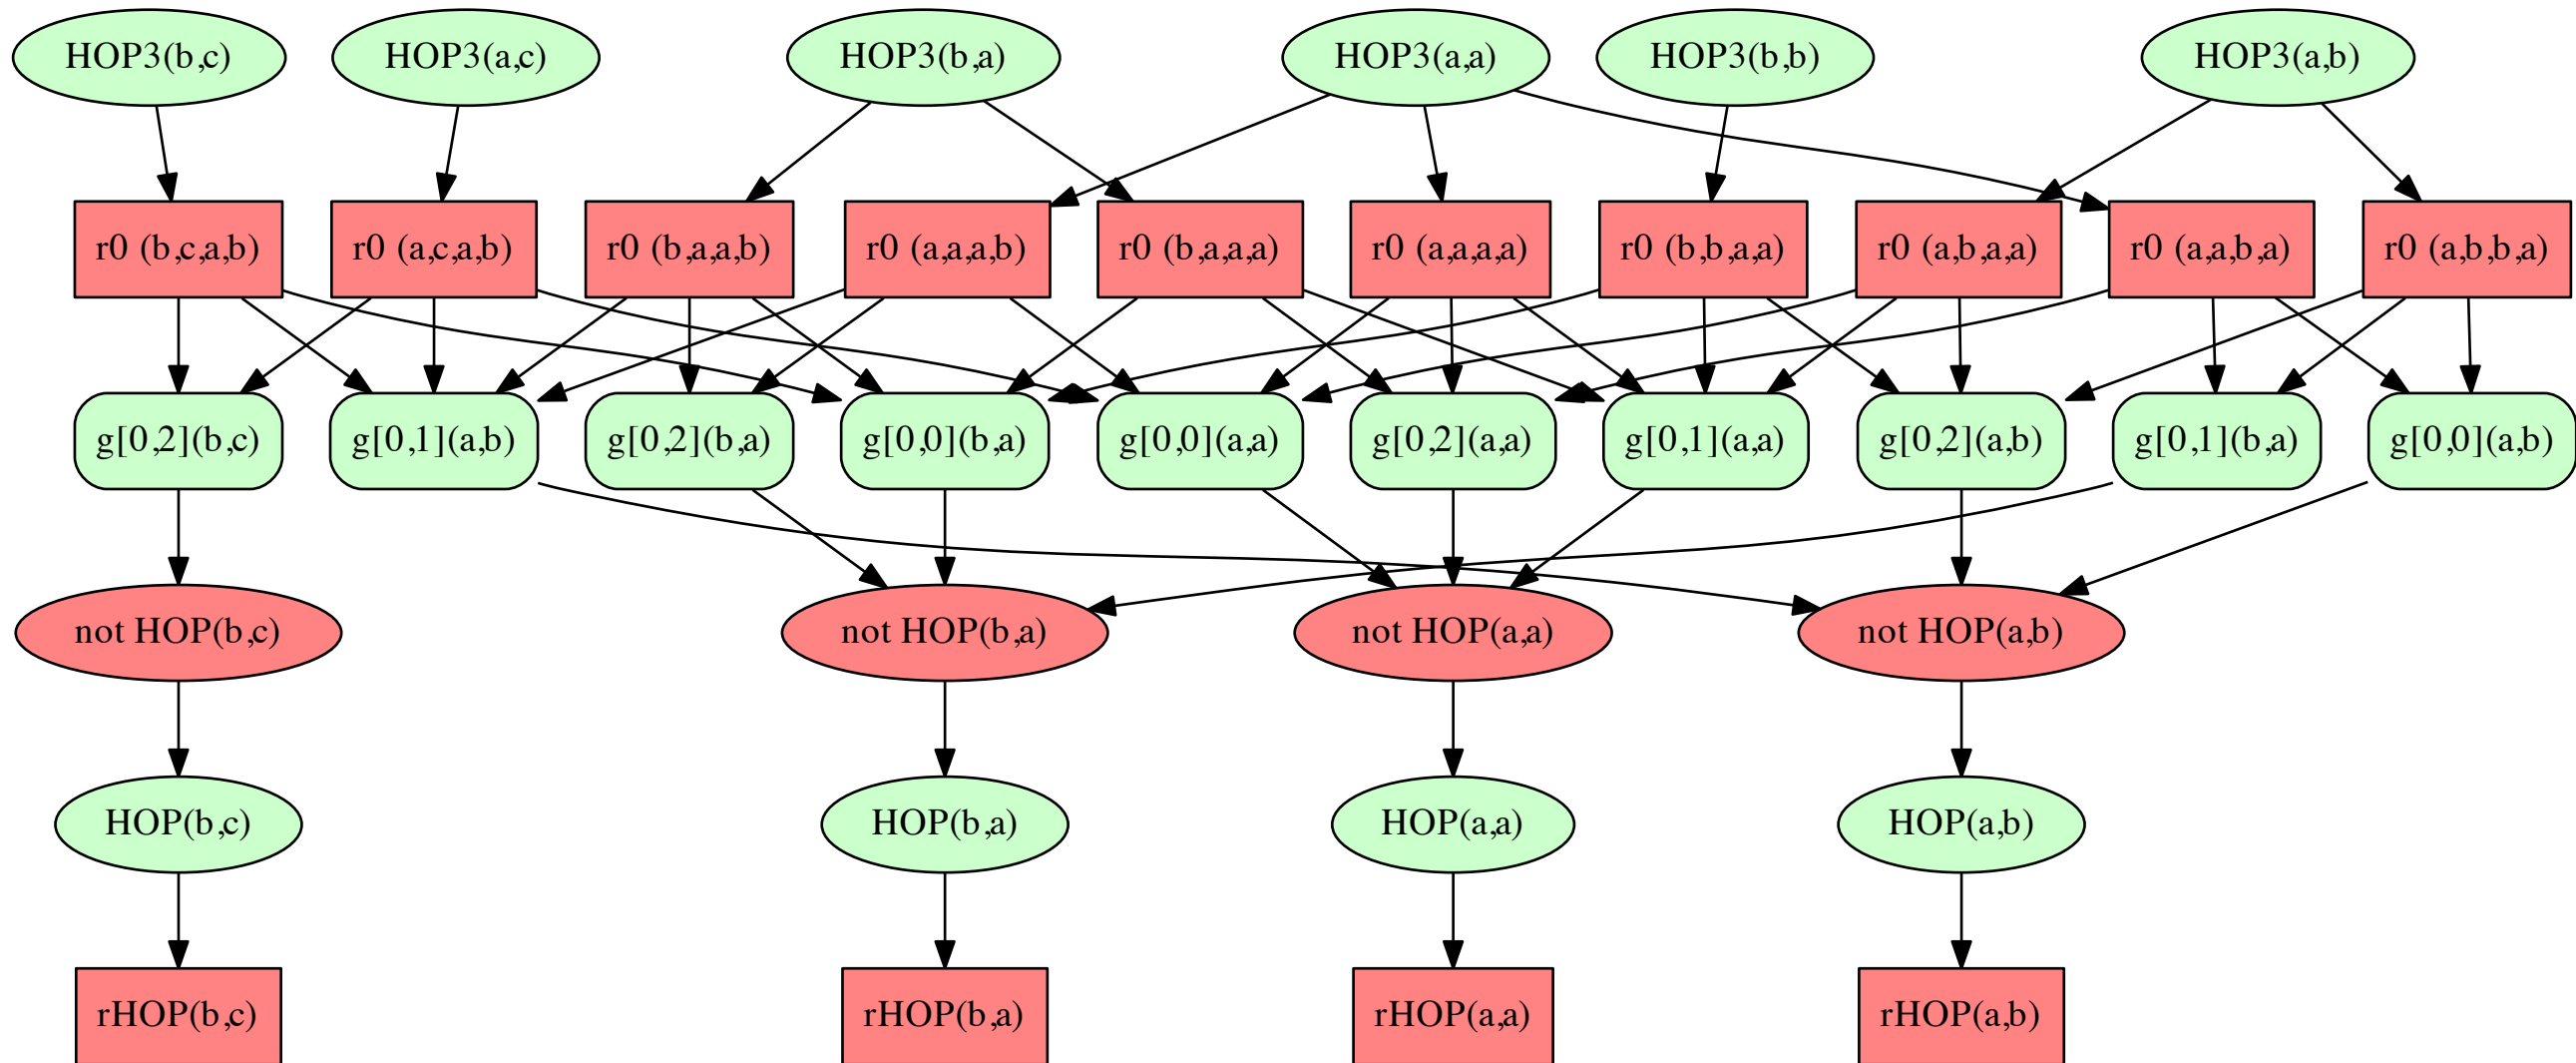 HOP3(b,c)
HOP3(a,c)
HOP3(b,a)
HOP3(a,a)
HOP3(b,b)
HOP3(a,b)
r0 (b,c,a,b)
r0 (a,c,a,b)
r0 (b,a,a,b)
r0 (a,a,a,b)
r0 (b,a,a,a)
r0 (a,a,a,a)
r0 (b,b,a,a)
r0 (a,b,a,a)
r0 (a,a,b,a)
r0 (a,b,b,a)
g[0,2](b,c)
g[0,1](a,b)
g[0,2](b,a)
g[0,0](b,a)
g[0,0](a,a)
g[0,2](a,a)
g[0,1](a,a)
g[0,2](a,b)
g[0,1](b,a)
g[0,0](a,b)
not HOP(b,c)
not HOP(b,a)
not HOP(a,a)
not HOP(a,b)
HOP(b,c)
HOP(b,a)
HOP(a,a)
HOP(a,b)
rHOP(b,c)
rHOP(b,a)
rHOP(a,a)
rHOP(a,b)